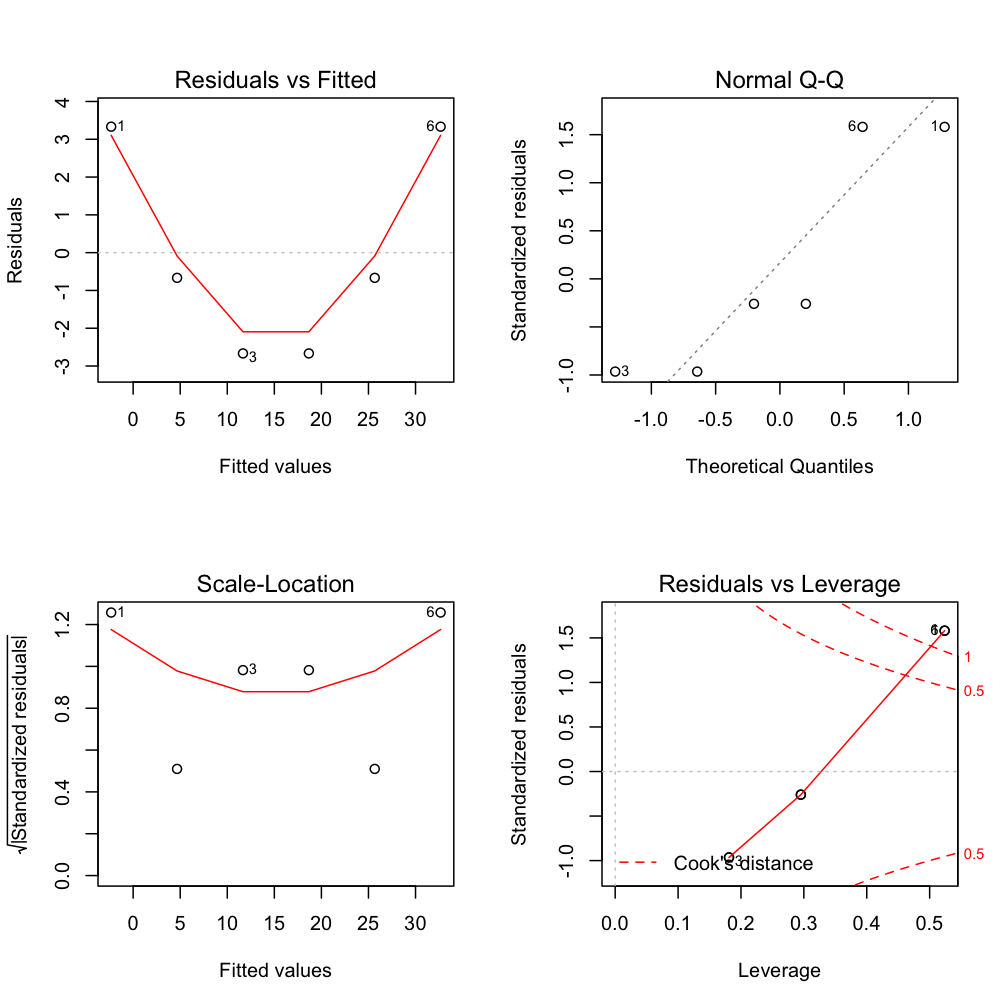 Residuals vs Fitted
Residuals
4
3
2
1
0
-1
-2
-3
1
6
3
0 5 10 15 20 25 30
Fitted values
Normal Q-Q
Standardized residuals
1.5
1.0
0.5
0.0
-1.0
6
1
3
-1.0 -0.5 0.0 0.5 1.0
Theoretical Quantiles
Scale-Location
√|Standardized residuals|
1.2
0.8
0.4
0.0
1
6
3
0 5 10 15 20 25 30
Fitted values
Residuals vs Leverage
Standardized residuals
1.5
1.0
0.5
0.0
-1.0
6
1
0.5
0.5
3
Cook's distance
0.0 0.1 0.2 0.3 0.4 0.5
Leverage